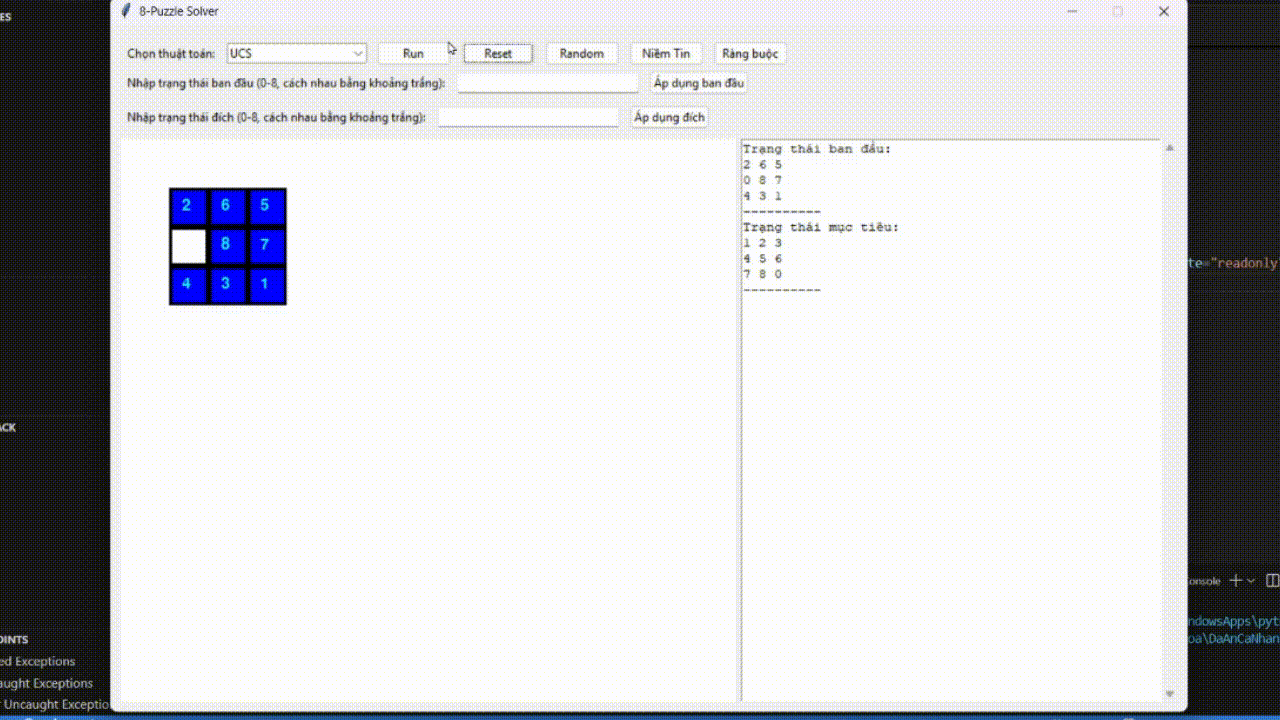 ES
8-Puzzle Solver
Chọn thuật toán: UCS Run Reset Random Niềm Tin Ràng buộc
Nhập trạng thái ban đầu (0-8, cách nhau bằng khoảng trắng): Áp dụng ban đầu
Nhập trạng thái đích (0-8, cách nhau bằng khoảng trắng): Áp dụng đích
2 6 5
8 7
4 3 1
Trạng thái ban đầu:
2 6 5
0 8 7
4 3 1
----------
Trạng thái mục tiêu:
1 2 3
4 5 6
7 8 0
----------
te="readonly"
ACK
onsole
ndowsApps\pyt
oa\DaAnCaNhan
OINTS
ed Exceptions
aught Exceptions
Uncaught Exceptio